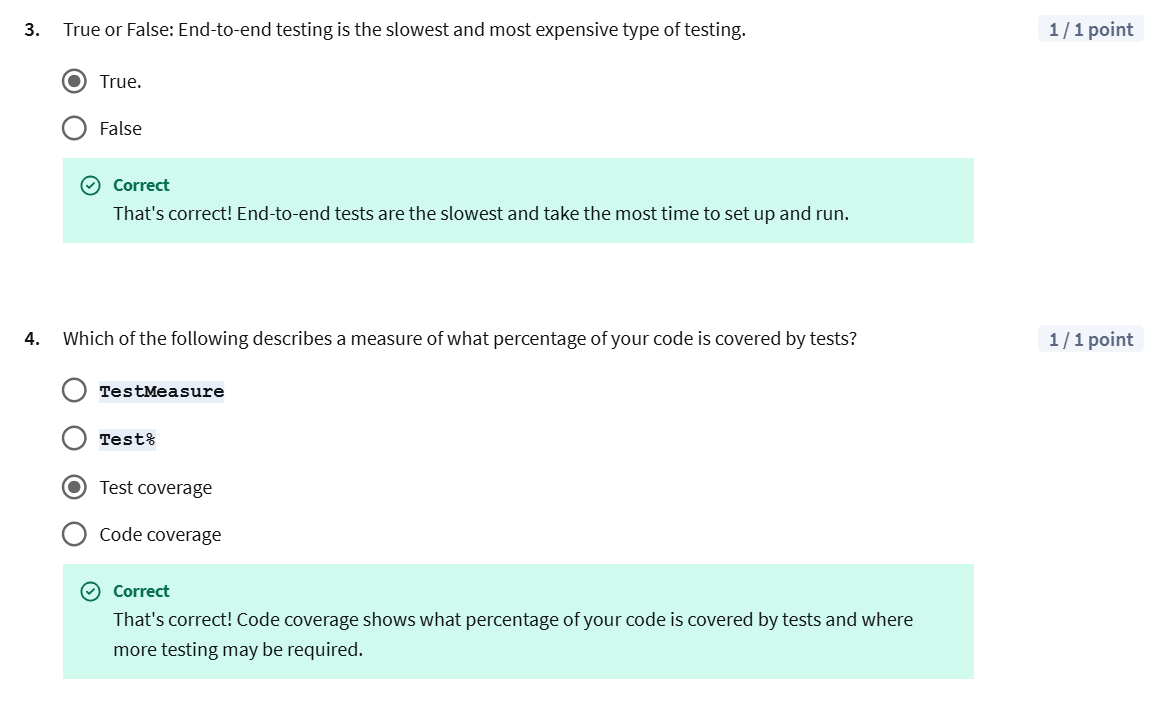 3. True or False: End-to-end testing is the slowest and most expensive type of testing. 1 / 1 point
True.
False
Correct
That's correct! End-to-end tests are the slowest and take the most time to set up and run.
4. Which of the following describes a measure of what percentage of your code is covered by tests? 1 / 1 point
TestMeasure
Test%
Test coverage
Code coverage
Correct
That's correct! Code coverage shows what percentage of your code is covered by tests and where
more testing may be required.